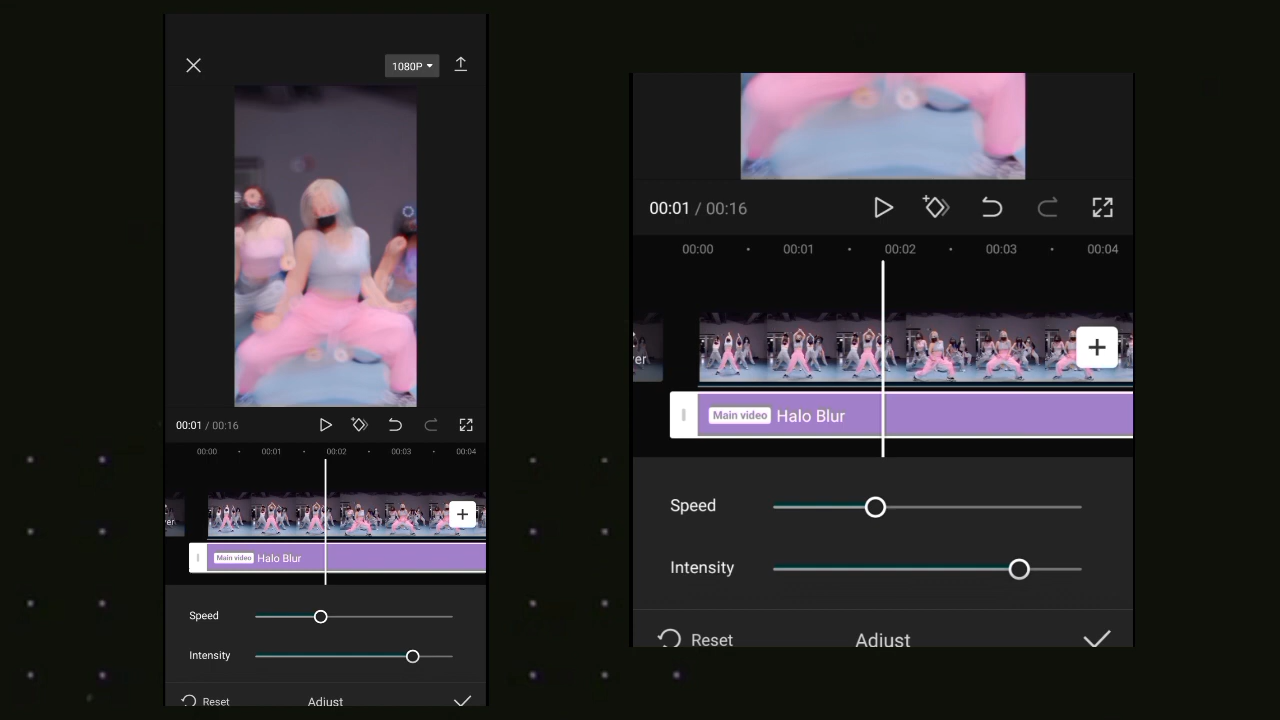 1080P
00:01 / 00:16
00:00 00:01 00:02 00:03 00:04
er
Main video Halo Blur
Speed
Intensity
Reset Adjust
00:01 / 00:16
00:00 00:01 00:02 00:03 00:04
er
Main video Halo Blur
Speed
Intensity
Reset Adjust